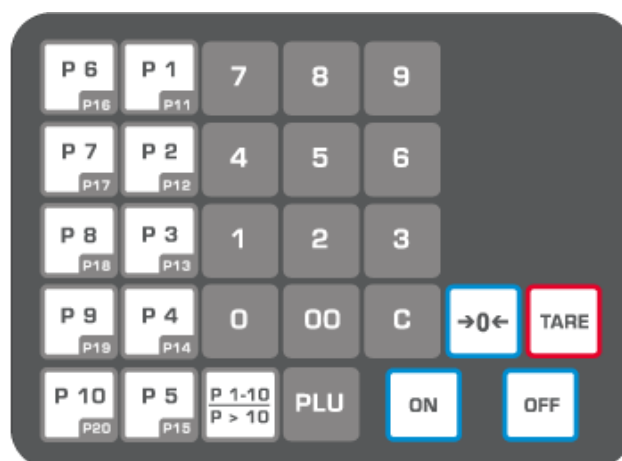 P 6 P 1 7 8 9
P16 P11
P 7 P 2 4 5 6
P17 P12
P 8 P 3 1 2 3
P18 P13
P 9 P 4 0 00 C →0← TARE
P19 P14
P 10 P 5 P 1-10 PLU ON OFF
P > 10
P20 P15